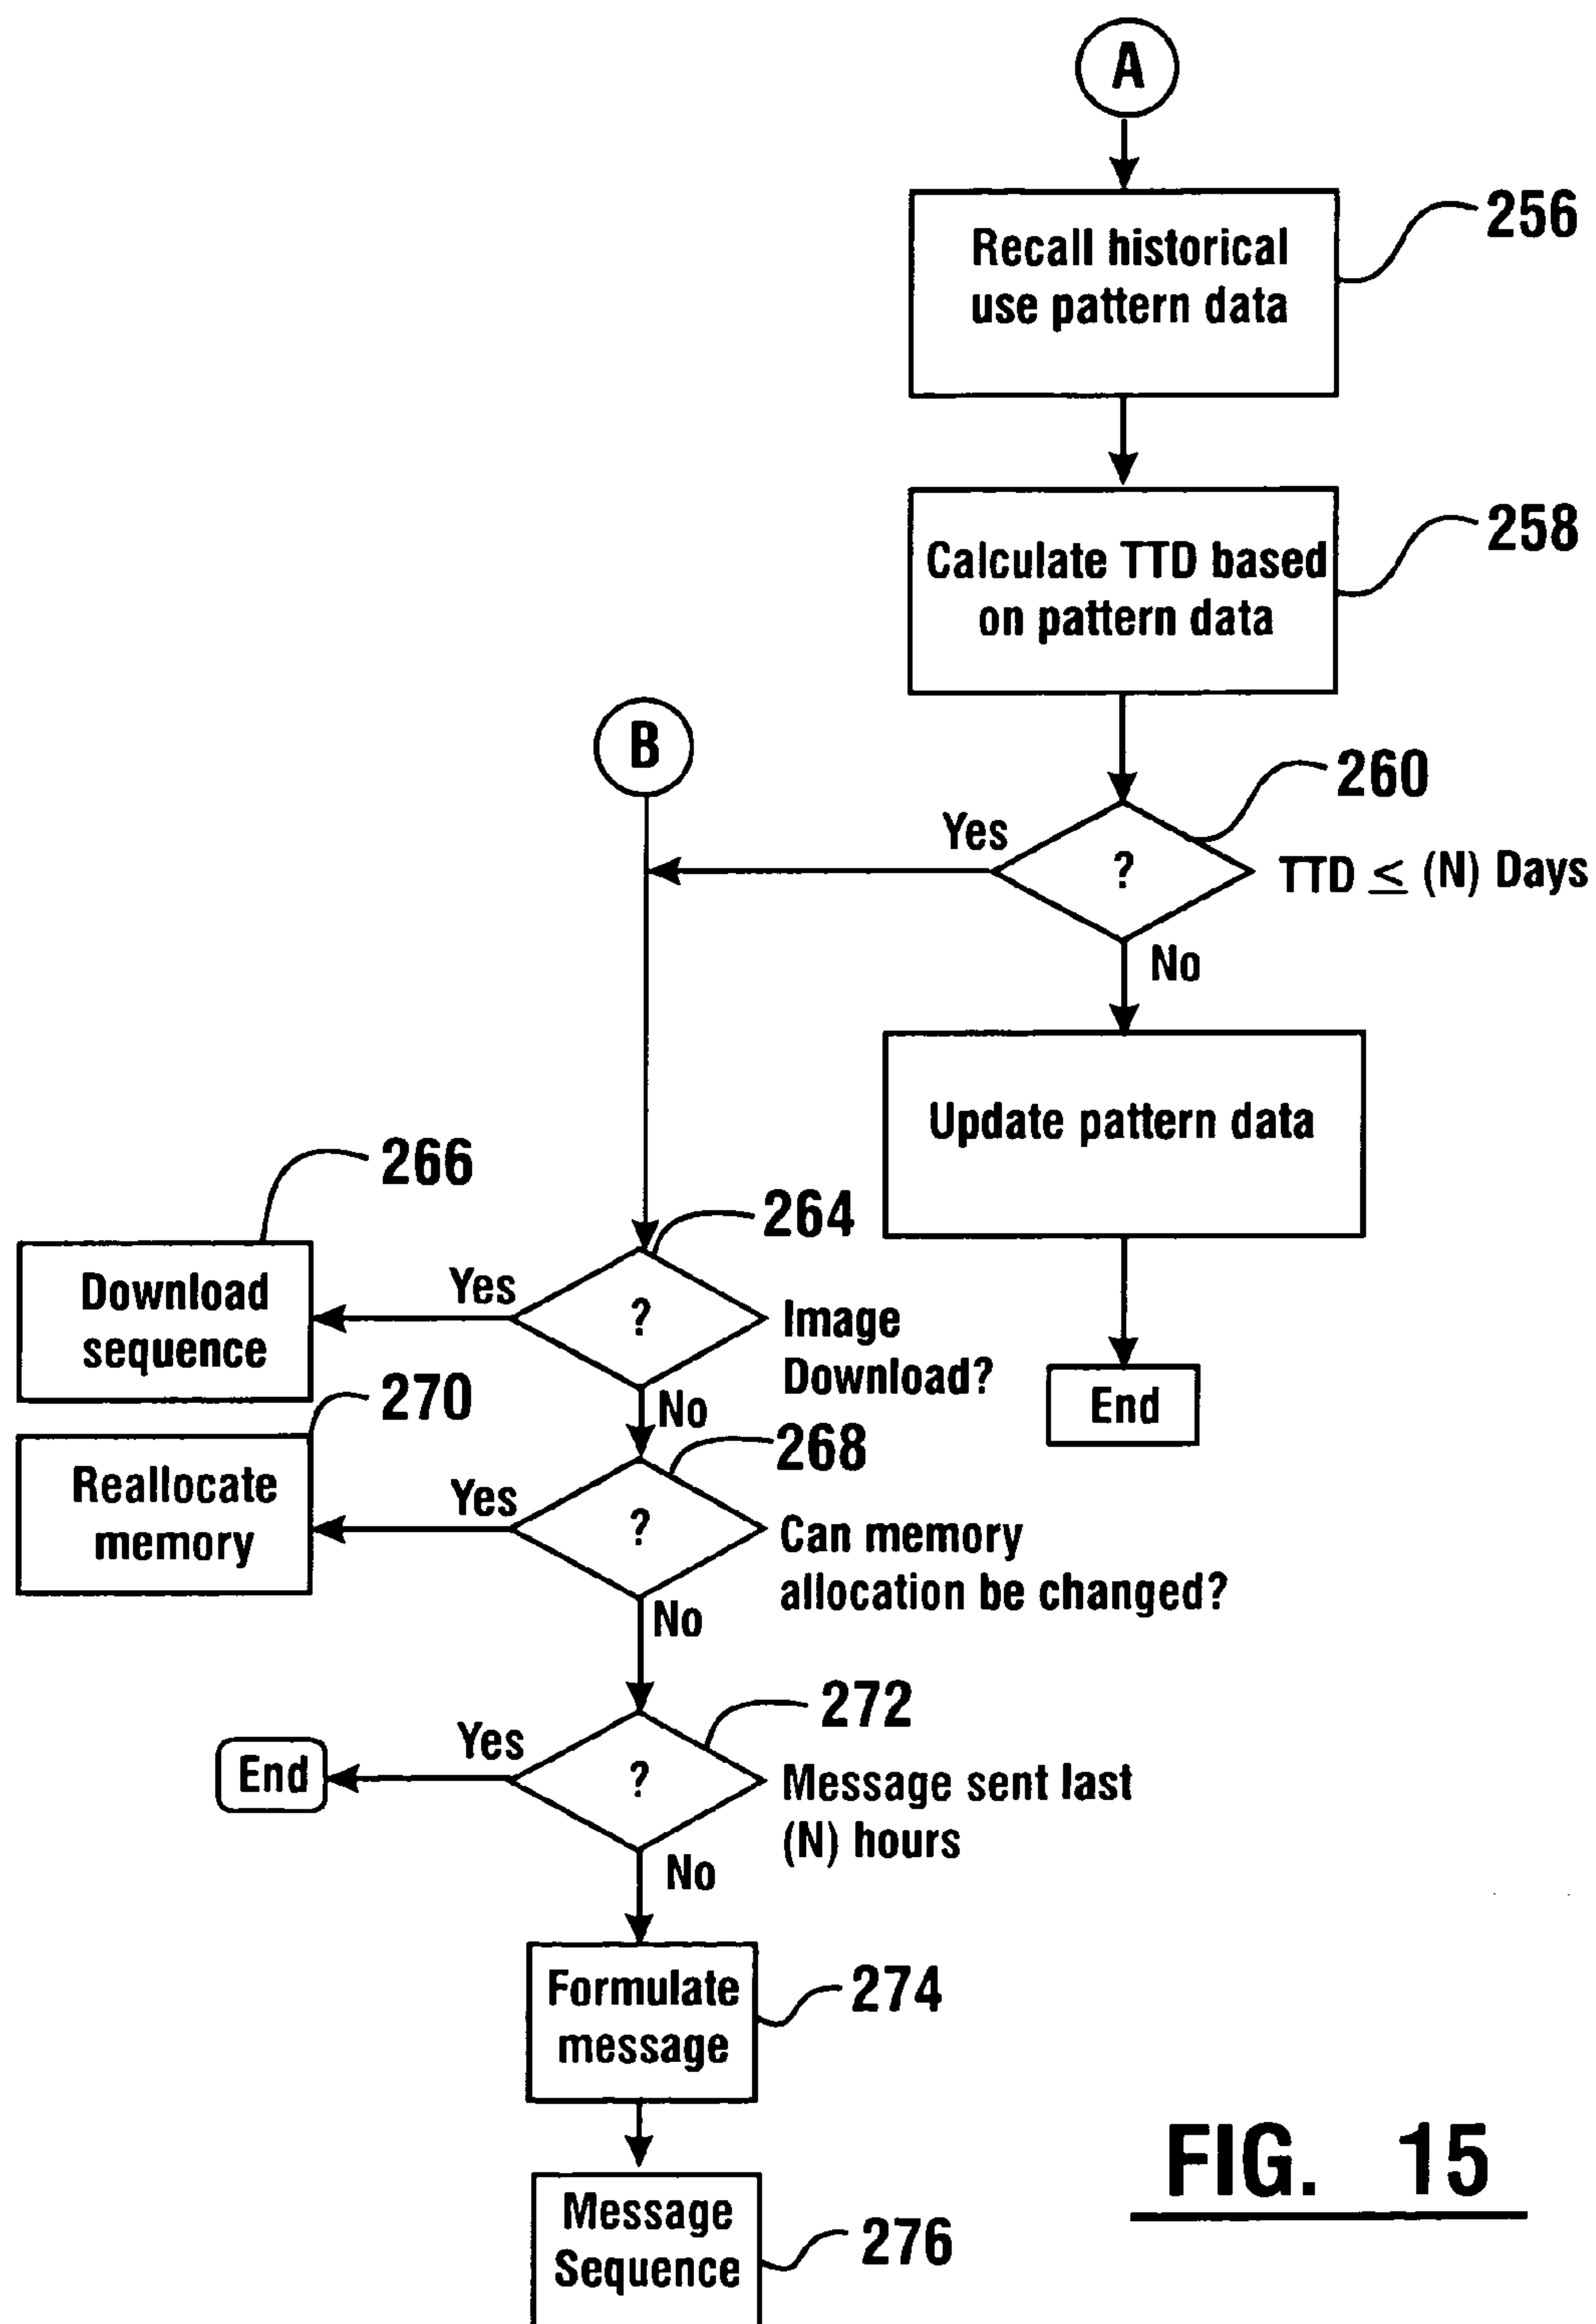 A
Recall historical
use pattern data
256
Calculate TTD based
on pattern data
258
B
260
Yes
?
TTD ≤ (N) Days
No
Update pattern data
End
266
264
Download
sequence
Yes
?
Image
Download?
No
270
268
Reallocate
memory
Yes
?
Can memory
allocation be changed?
No
272
End
Yes
?
Message sent last
(N) hours
No
Formulate
message
274
Message
Sequence
276
FIG. 15